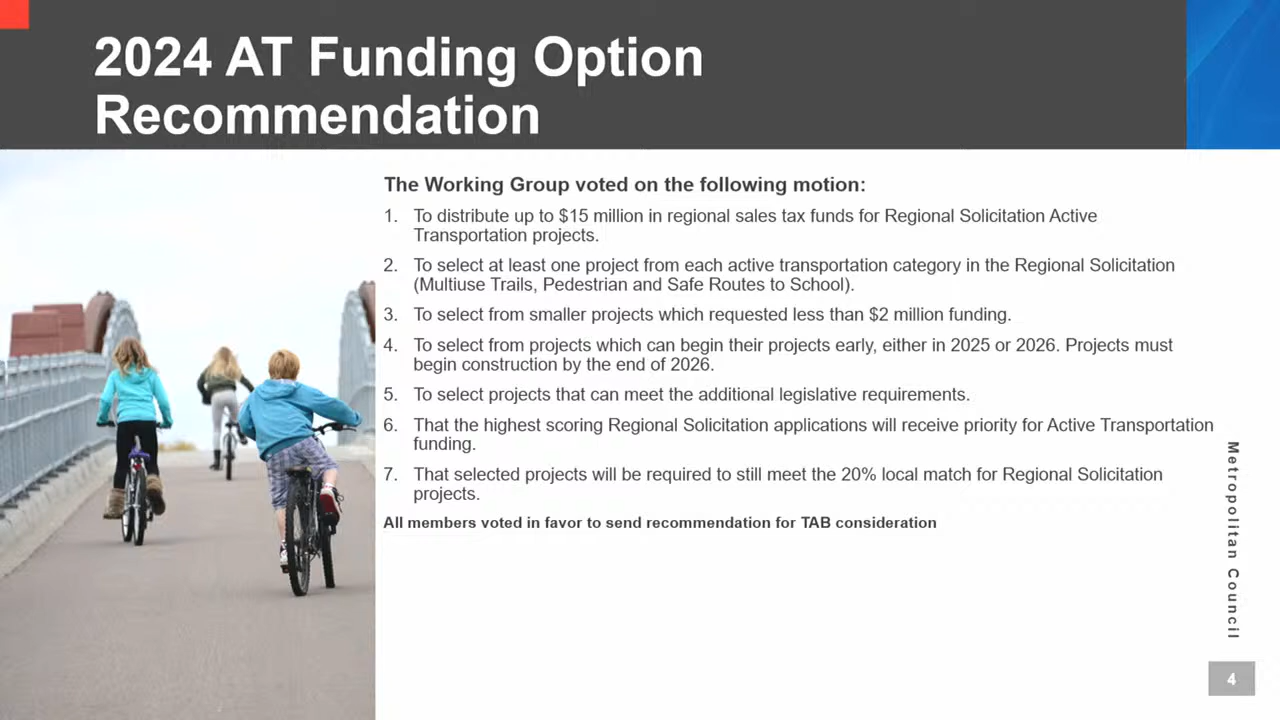 2024 AT Funding Option
Recommendation
The Working Group voted on the following motion:
1. To distribute up to $15 million in regional sales tax funds for Regional Solicitation Active
Transportation projects.
2. To select at least one project from each active transportation category in the Regional Solicitation
(Multiuse Trails, Pedestrian and Safe Routes to School).
3. To select from smaller projects which requested less than $2 million funding.
4. To select from projects which can begin their projects early, either in 2025 or 2026. Projects must
begin construction by the end of 2026.
5. To select projects that can meet the additional legislative requirements.
6. That the highest scoring Regional Solicitation applications will receive priority for Active Transportation
funding.
7. That selected projects will be required to still meet the 20% local match for Regional Solicitation
projects.
All members voted in favor to send recommendation for TAB consideration
Metropolitan Council
4